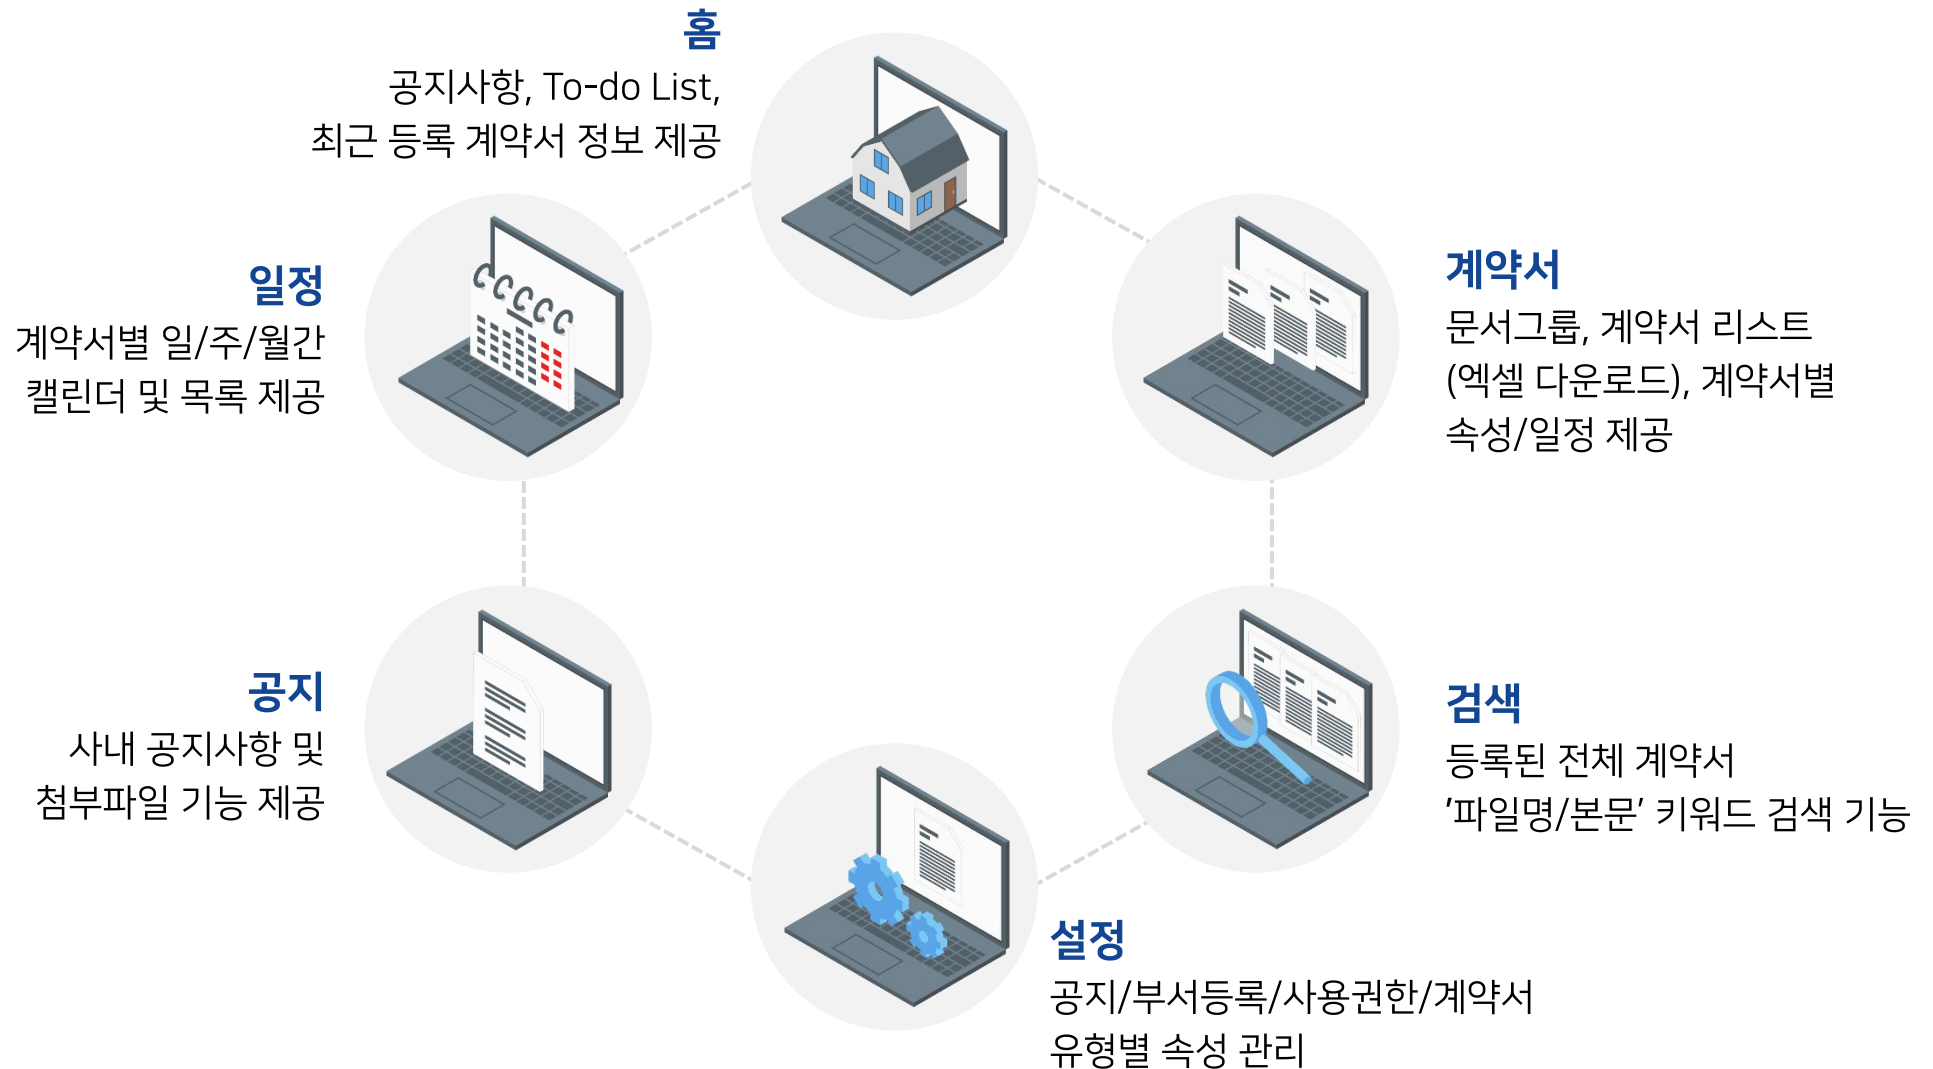 홈
공지사항, To-do List,
최근 등록 계약서 정보 제공
계약서
문서그룹, 계약서 리스트
(엑셀 다운로드), 계약서별
속성/일정 제공
검색
등록된 전체 계약서
'파일명/본문' 키워드 검색 기능
설정
공지/부서등록/사용권한/계약서
유형별 속성 관리
공지
사내 공지사항 및
첨부파일 기능 제공
일정
계약서별 일/주/월간
캘린더 및 목록 제공